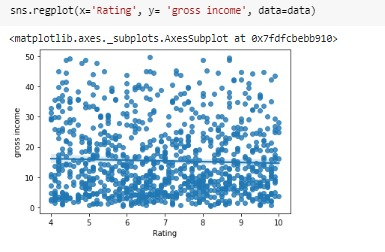 sns.regplot(x='Rating', y= 'gross income', data=data)
<matplotlib.axes._subplots.AxesSubplot at 0x7fdfcbebb910>
50
40
30
20
10
0
gross income
4 5 6 7 8 9 10
Rating